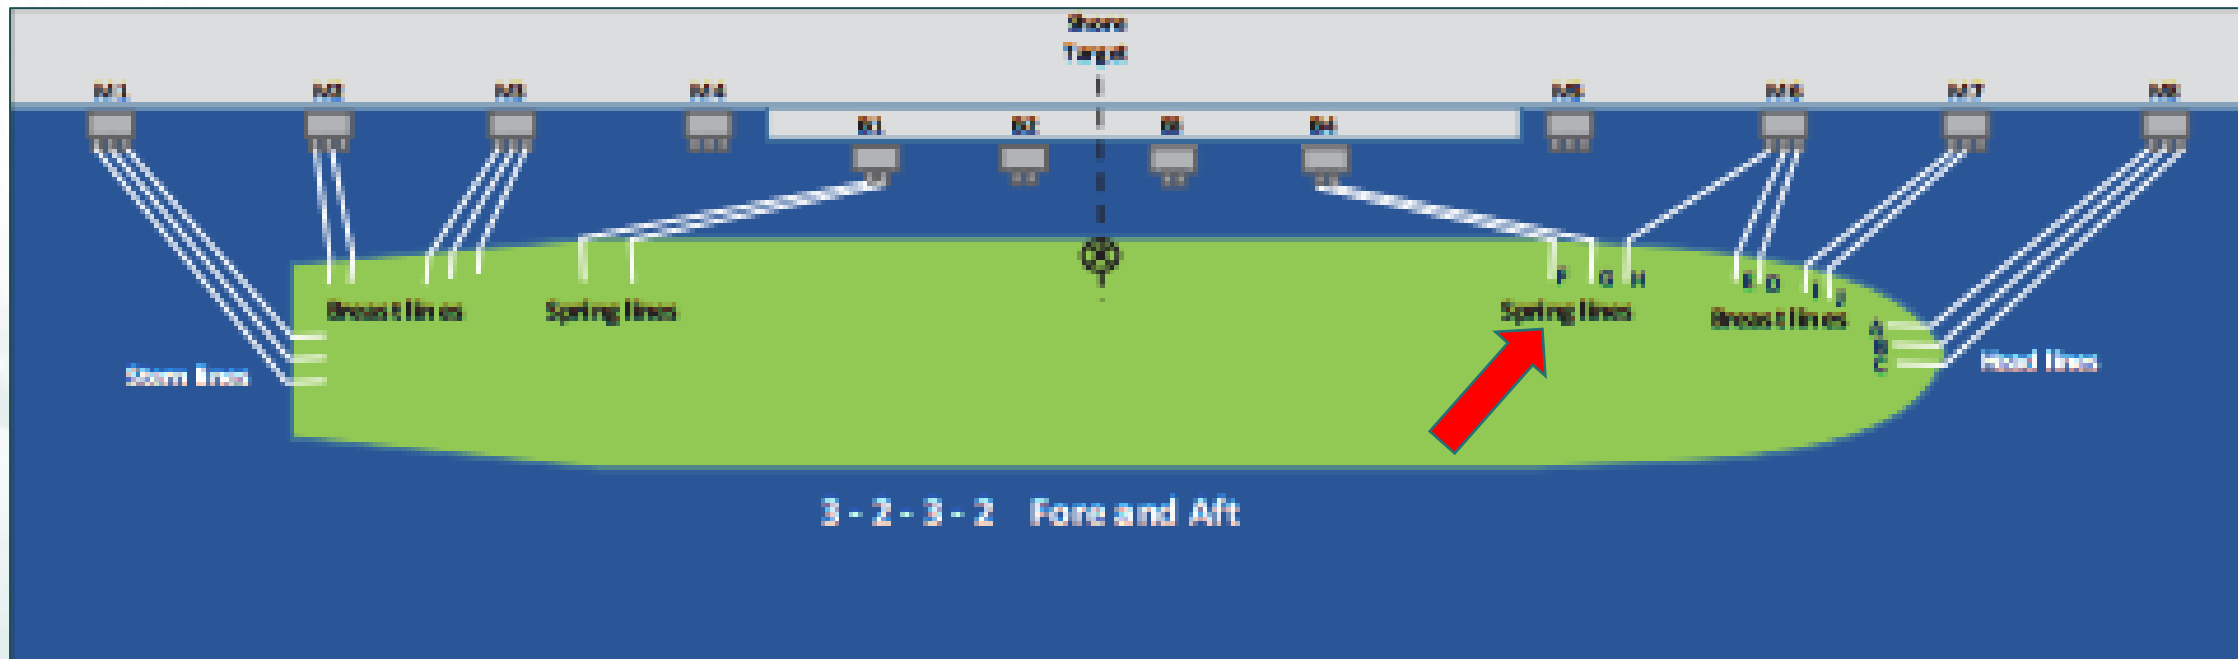 Shore
Target
M1 M2 M3 M4 M5 M6 M7 M8
B1 B2 B3 B4
F G H E D I J
Breast lines Spring lines Spring lines Breast lines
A
B
C
Stern lines Head lines
3 - 2 - 3 - 2 Fore and Aft